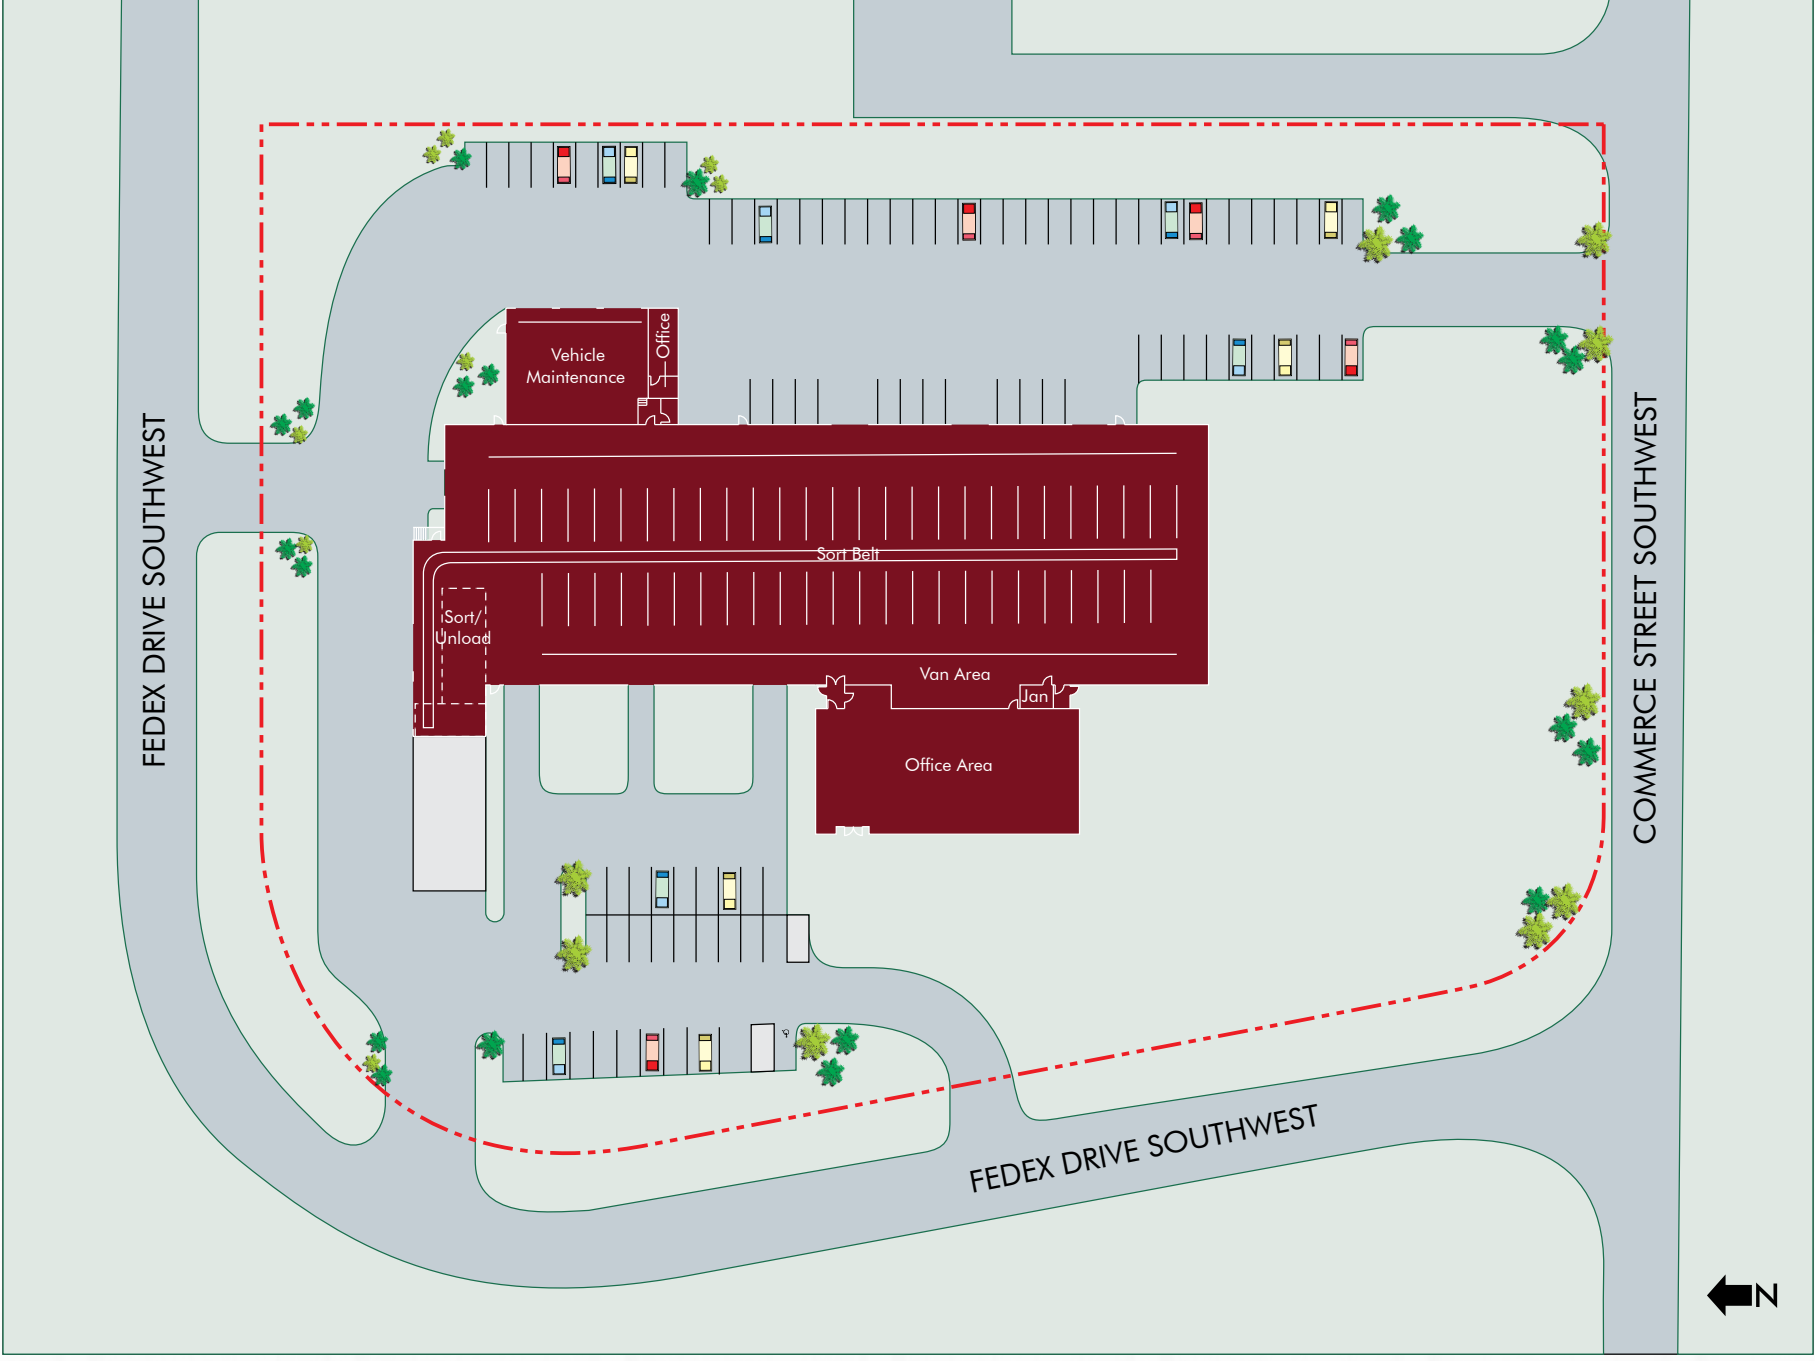 Office
Vehicle
Maintenance
FEDEX DRIVE SOUTHWEST
COMMERCE STREET SOUTHWEST
Sort Belt
Sort/
Unload
Van Area
Jan
Office Area
FEDEX DRIVE SOUTHWEST
N